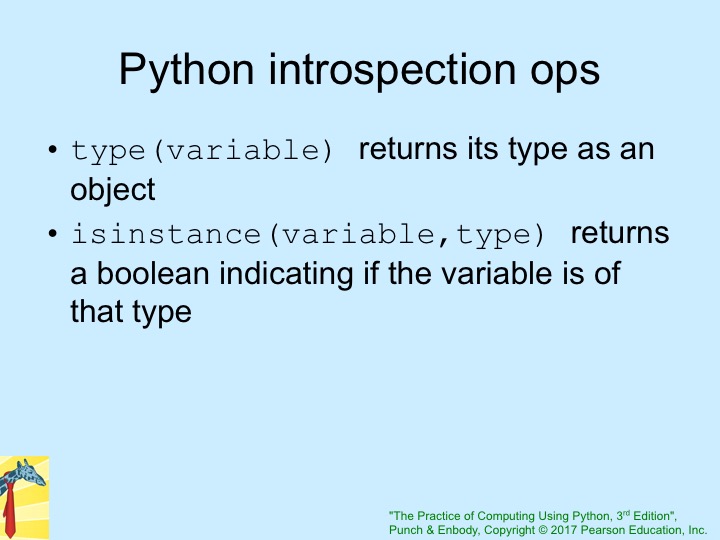 Python introspection ops
• type(variable) returns its type as an
object
• isinstance(variable,type) returns
a boolean indicating if the variable is of
that type
"The Practice of Computing Using Python, 3rd Edition",
Punch & Enbody, Copyright © 2017 Pearson Education, Inc.